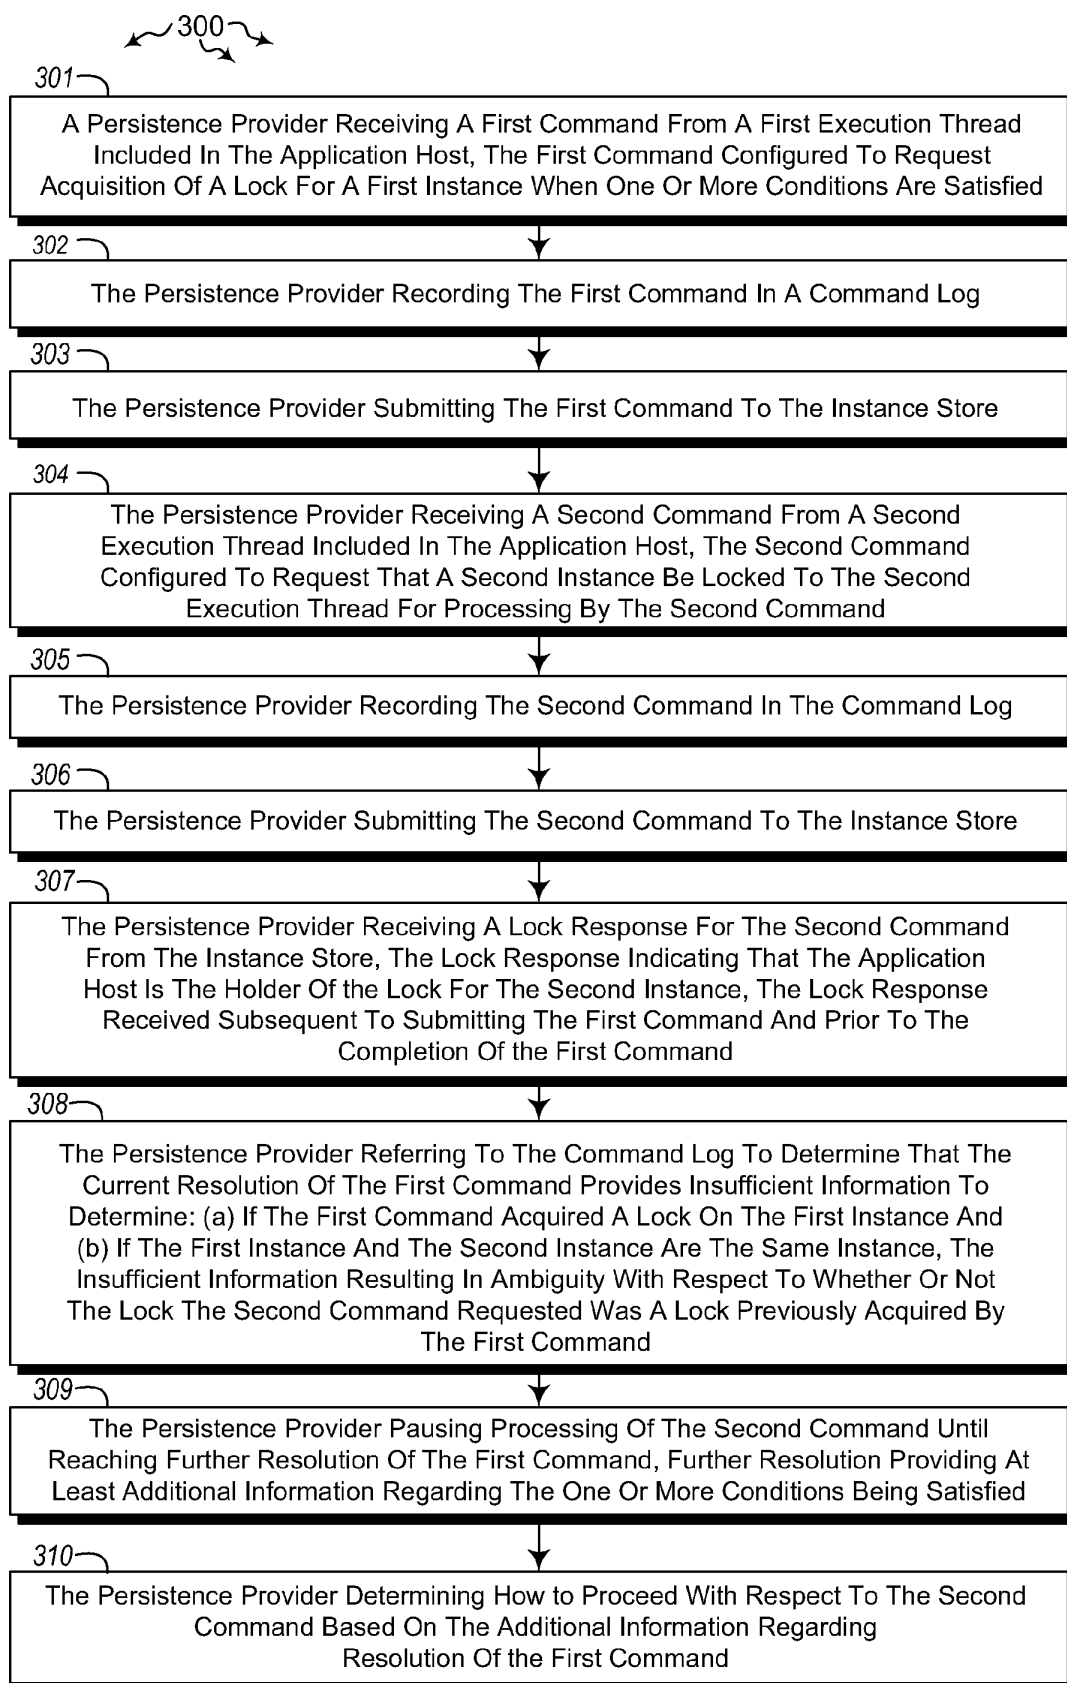 300
301
A Persistence Provider Receiving A First Command From A First Execution Thread
Included In The Application Host, The First Command Configured To Request
Acquisition Of A Lock For A First Instance When One Or More Conditions Are Satisfied
302
The Persistence Provider Recording The First Command In A Command Log
303
The Persistence Provider Submitting The First Command To The Instance Store
304
The Persistence Provider Receiving A Second Command From A Second
Execution Thread Included In The Application Host, The Second Command
Configured To Request That A Second Instance Be Locked To The Second
Execution Thread For Processing By The Second Command
305
The Persistence Provider Recording The Second Command In The Command Log
306
The Persistence Provider Submitting The Second Command To The Instance Store
307
The Persistence Provider Receiving A Lock Response For The Second Command
From The Instance Store, The Lock Response Indicating That The Application
Host Is The Holder Of the Lock For The Second Instance, The Lock Response
Received Subsequent To Submitting The First Command And Prior To The
Completion Of the First Command
308
The Persistence Provider Referring To The Command Log To Determine That The
Current Resolution Of The First Command Provides Insufficient Information To
Determine: (a) If The First Command Acquired A Lock On The First Instance And
(b) If The First Instance And The Second Instance Are The Same Instance, The
Insufficient Information Resulting In Ambiguity With Respect To Whether Or Not
The Lock The Second Command Requested Was A Lock Previously Acquired By
The First Command
309
The Persistence Provider Pausing Processing Of The Second Command Until
Reaching Further Resolution Of The First Command, Further Resolution Providing At
Least Additional Information Regarding The One Or More Conditions Being Satisfied
310
The Persistence Provider Determining How to Proceed With Respect To The Second
Command Based On The Additional Information Regarding
Resolution Of the First Command